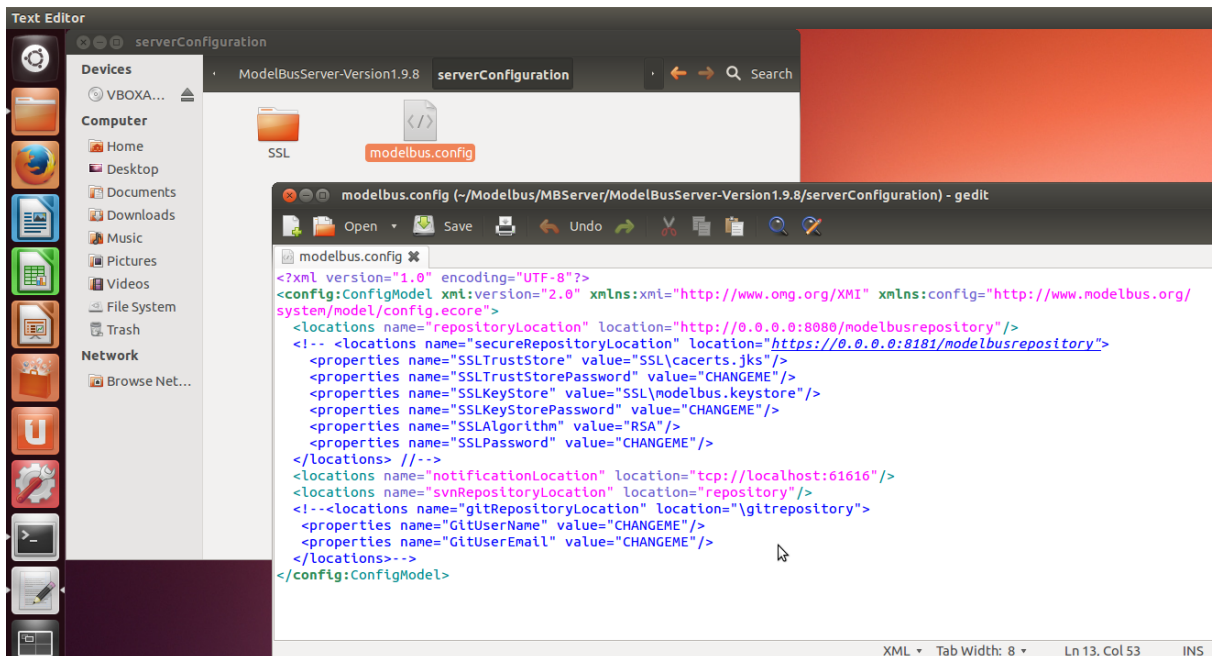 Text Editor
serverConfiguration
Devices
VBOXA...
Computer
Home
Desktop
Documents
Downloads
Music
Pictures
Videos
File System
Trash
Network
Browse Net...
ModelBusServer-Version1.9.8 serverConfiguration Search
SSL modelbus.config
modelbus.config (~/Modelbus/MBServer/ModelBusServer-Version1.9.8/serverConfiguration) - gedit
Open Save Undo
modelbus.config
<?xml version="1.0" encoding="UTF-8"?>
<config:ConfigModel xmi:version="2.0" xmlns:xmi="http://www.omg.org/XMI" xmlns:config="http://www.modelbus.org/
system/model/config.ecore">
  <locations name="repositoryLocation" location="http://0.0.0.0:8080/modelbusrepository"/>
  <!-- <locations name="secureRepositoryLocation" location="https://0.0.0.0:8181/modelbusrepository">
    <properties name="SSLTrustStore" value="SSL\cacerts.jks"/>
    <properties name="SSLTrustStorePassword" value="CHANGEME"/>
    <properties name="SSLKeyStore" value="SSL\modelbus.keystore"/>
    <properties name="SSLKeyStorePassword" value="CHANGEME"/>
    <properties name="SSLAlgorithm" value="RSA"/>
    <properties name="SSLPassword" value="CHANGEME"/>
  </locations> //-->
  <locations name="notificationLocation" location="tcp://localhost:61616"/>
  <locations name="svnRepositoryLocation" location="repository"/>
  <!--<locations name="gitRepositoryLocation" location="\gitrepository">
   <properties name="GitUserName" value="CHANGEME"/>
   <properties name="GitUserEmail" value="CHANGEME"/>
  </locations>-->
</config:ConfigModel>
XML Tab Width: 8 Ln 13, Col 53 INS